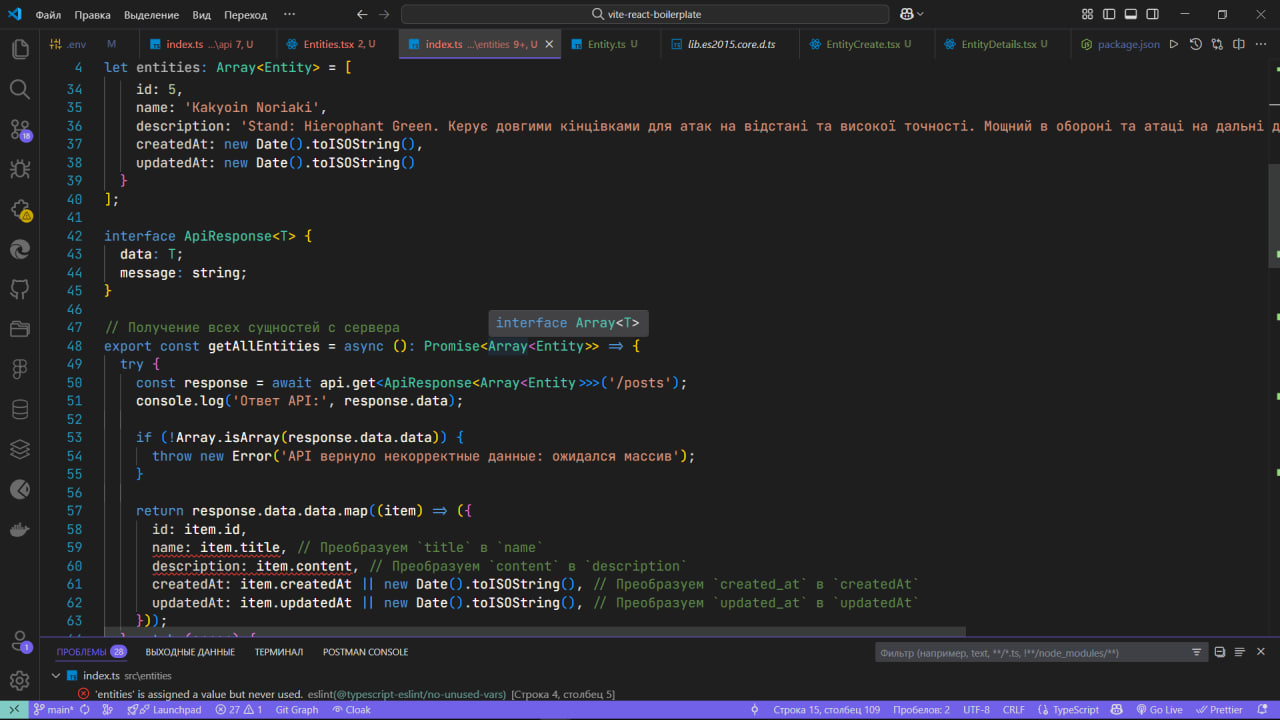 Файл Правка Выделение Вид Переход ··· vite-react-boilerplate
.env M index.ts ...\api 7, U Entities.tsx 2, U index.ts ...\entities 9+, U Entity.ts U lib.es2015.core.d.ts EntityCreate.tsx U EntityDetails.tsx U package.json
4 let entities: Array<Entity> = [
34 id: 5,
35 name: 'Kakyoin Noriaki',
36 description: 'Stand: Hierophant Green. Керує довгими кінцівками для атак на відстані та високої точності. Мощний в обороні та атаці на дальні д
37 createdAt: new Date().toISOString(),
38 updatedAt: new Date().toISOString()
39 }
40 ];
41
42 interface ApiResponse<T> {
43 data: T;
44 message: string;
45 }
46
interface Array<T>
47 // Получение всех сущностей с сервера
48 export const getAllEntities = async (): Promise<Array<Entity>> => {
49 try {
50 const response = await api.get<ApiResponse<Array<Entity>>>('/posts');
51 console.log('Ответ API:', response.data);
52
53 if (!Array.isArray(response.data.data)) {
54 throw new Error('API вернуло некорректные данные: ожидался массив');
55 }
56
57 return response.data.data.map((item) => ({
58 id: item.id,
59 name: item.title, // Преобразуем `title` в `name`
60 description: item.content, // Преобразуем `content` в `description`
61 createdAt: item.createdAt || new Date().toISOString(), // Преобразуем `created_at` в `createdAt`
62 updatedAt: item.updatedAt || new Date().toISOString(), // Преобразуем `updated_at` в `updatedAt`
63 }));
18
1
ПРОБЛЕМЫ 28 ВЫХОДНЫЕ ДАННЫЕ ТЕРМИНАЛ POSTMAN CONSOLE Фильтр (например, text, **/*.ts, !**/node_modules/**)
index.ts src\entities
'entities' is assigned a value but never used. eslint(@typescript-eslint/no-unused-vars) [Строка 4, столбец 5]
main* Launchpad 27 1 Git Graph Cloak Строка 15, столбец 109 Пробелов: 2 UTF-8 CRLF TypeScript Go Live Prettier